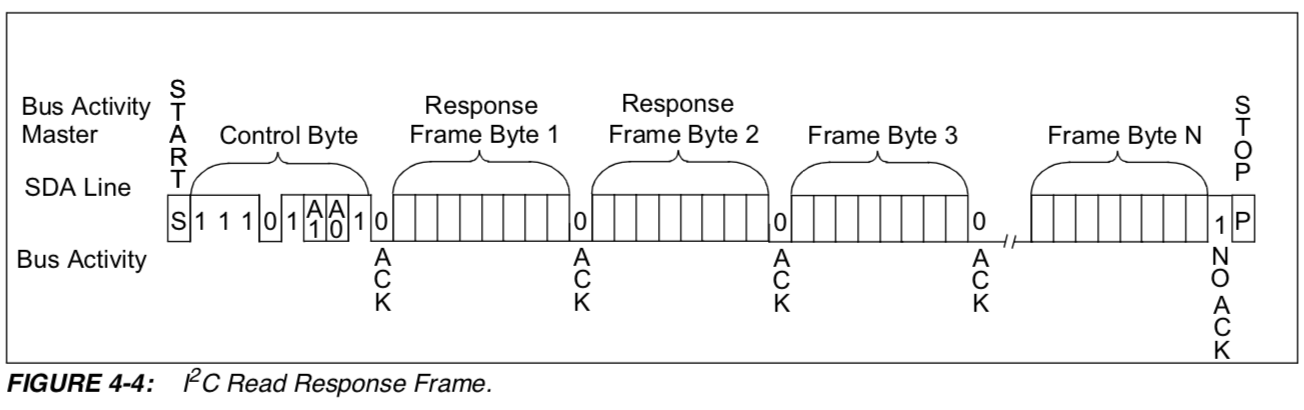 START
STOP
Bus Activity
Master
Control Byte
Response
Frame Byte 1
Response
Frame Byte 2
Frame Byte 3
Frame Byte N
SDA Line
S 1 1 1 0 1 A1 A0 1 0 0 0 0 1 P
Bus Activity
ACK
ACK
ACK
ACK
NO ACK
FIGURE 4-4: I²C Read Response Frame.